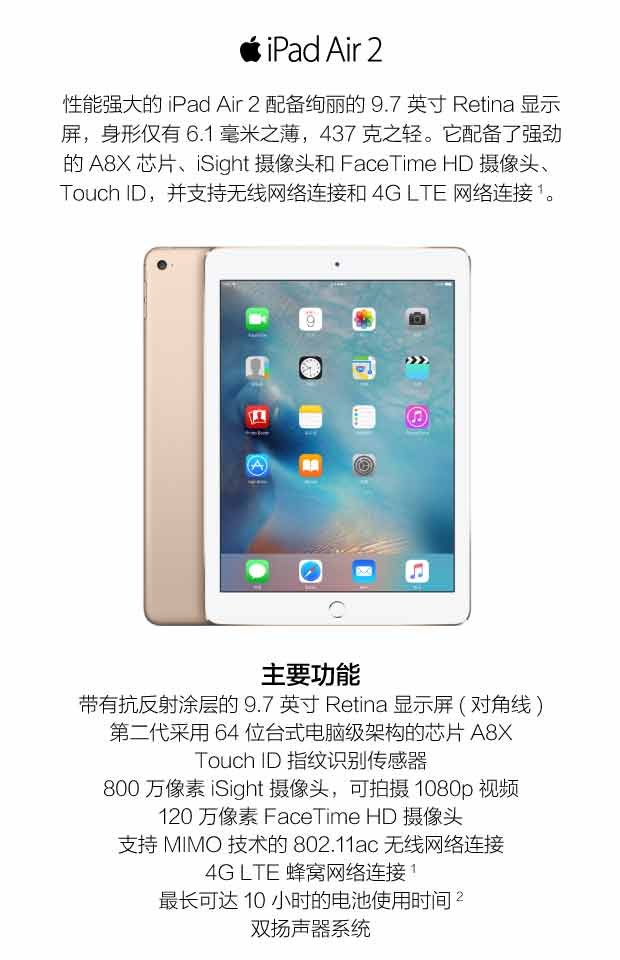 iPad Air 2
性能强大的 iPad Air 2 配备绚丽的 9.7 英寸 Retina 显示
屏，身形仅有 6.1 毫米之薄，437 克之轻。它配备了强劲
的 A8X 芯片、iSight 摄像头和 FaceTime HD 摄像头、
Touch ID，并支持无线网络连接和 4G LTE 网络连接 1。
9
主要功能
带有抗反射涂层的 9.7 英寸 Retina 显示屏 ( 对角线 )
第二代采用 64 位台式电脑级架构的芯片 A8X
Touch ID 指纹识别传感器
800 万像素 iSight 摄像头，可拍摄 1080p 视频
120 万像素 FaceTime HD 摄像头
支持 MIMO 技术的 802.11ac 无线网络连接
4G LTE 蜂窝网络连接 1
最长可达 10 小时的电池使用时间 2
双扬声器系统